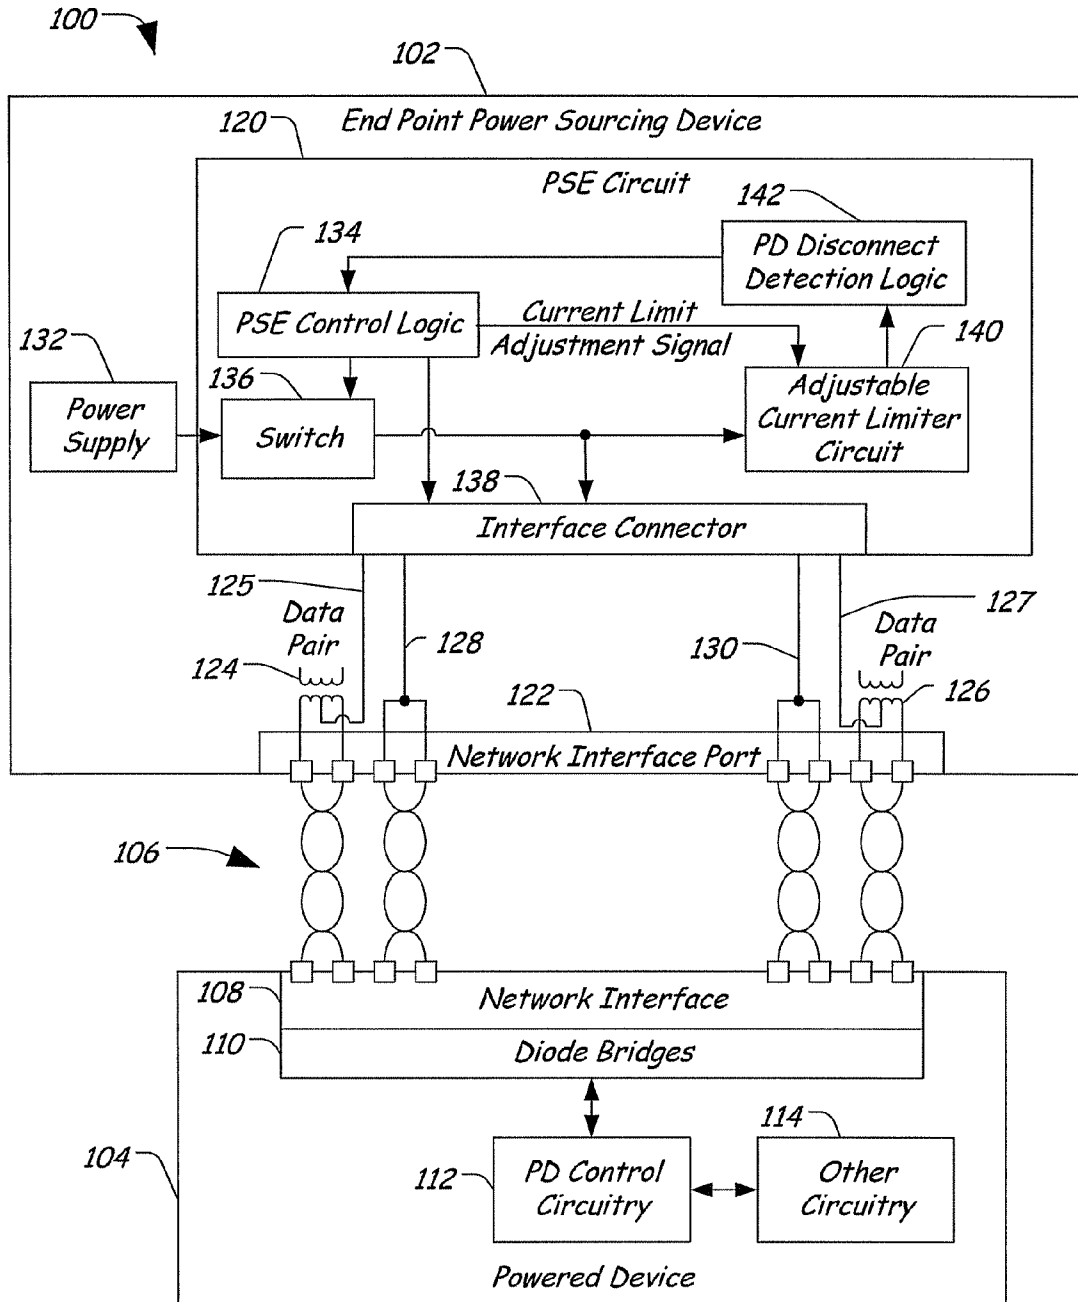 100
102
End Point Power Sourcing Device
120
PSE Circuit
142
134
PD Disconnect
Detection Logic
PSE Control Logic
Current Limit
Adjustment Signal
132
136
140
Power
Supply
Switch
Adjustable
Current Limiter
Circuit
138
Interface Connector
125
127
Data
Pair
128
130
Data
Pair
124
126
122
Network Interface Port
106
108
Network Interface
110
Diode Bridges
114
104
112
PD Control
Circuitry
Other
Circuitry
Powered Device